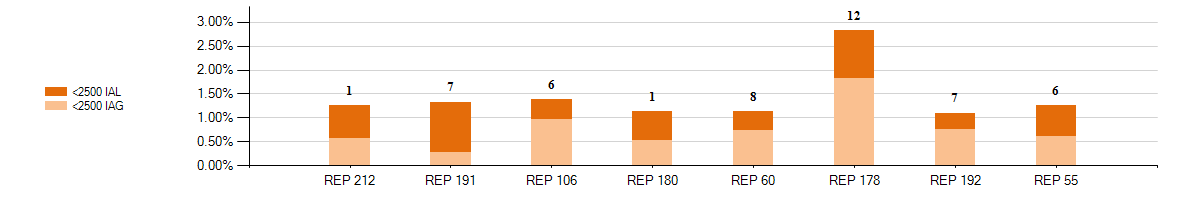 <2500 IAL
<2500 IAG
3.00%
2.50%
2.00%
1.50%
1.00%
0.50%
0.00%
1 7 6 1 8 12 7 6
REP 212 REP 191 REP 106 REP 180 REP 60 REP 178 REP 192 REP 55